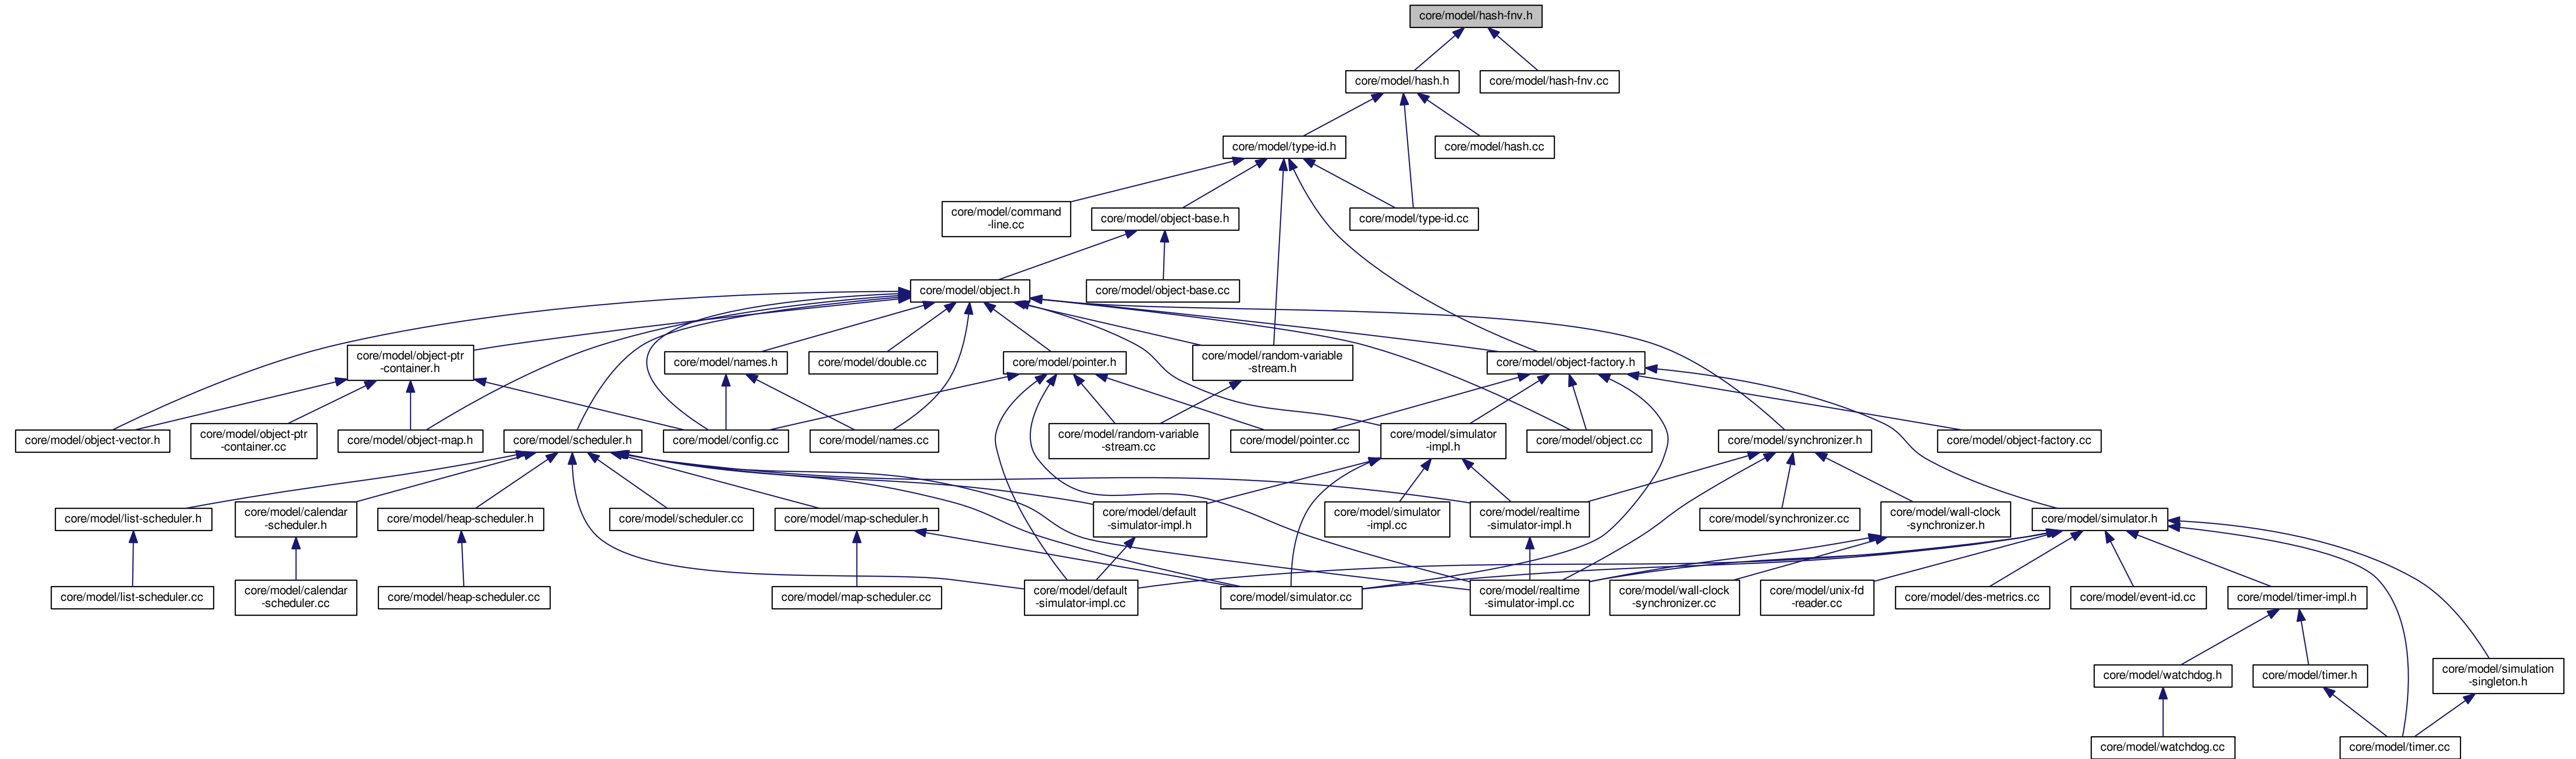 core/model/hash-fnv.h
core/model/hash.h
core/model/hash-fnv.cc
core/model/type-id.h
core/model/hash.cc
core/model/command
-line.cc
core/model/object-base.h
core/model/type-id.cc
core/model/object.h
core/model/object-base.cc
core/model/object-ptr
-container.h
core/model/names.h
core/model/double.cc
core/model/pointer.h
core/model/random-variable
-stream.h
core/model/object-factory.h
core/model/object-vector.h
core/model/object-ptr
-container.cc
core/model/object-map.h
core/model/scheduler.h
core/model/config.cc
core/model/names.cc
core/model/random-variable
-stream.cc
core/model/pointer.cc
core/model/simulator
-impl.h
core/model/object.cc
core/model/synchronizer.h
core/model/object-factory.cc
core/model/list-scheduler.h
core/model/calendar
-scheduler.h
core/model/heap-scheduler.h
core/model/scheduler.cc
core/model/map-scheduler.h
core/model/default
-simulator-impl.h
core/model/simulator
-impl.cc
core/model/realtime
-simulator-impl.h
core/model/synchronizer.cc
core/model/wall-clock
-synchronizer.h
core/model/simulator.h
core/model/list-scheduler.cc
core/model/calendar
-scheduler.cc
core/model/heap-scheduler.cc
core/model/map-scheduler.cc
core/model/default
-simulator-impl.cc
core/model/simulator.cc
core/model/realtime
-simulator-impl.cc
core/model/wall-clock
-synchronizer.cc
core/model/unix-fd
-reader.cc
core/model/des-metrics.cc
core/model/event-id.cc
core/model/timer-impl.h
core/model/watchdog.h
core/model/timer.h
core/model/simulation
-singleton.h
core/model/watchdog.cc
core/model/timer.cc